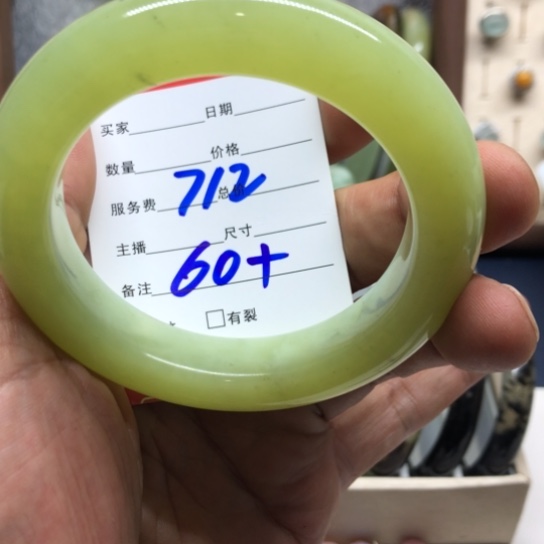 买家 日期
数量 价格
服务费 712 总
主播 尺寸
备注 60+
□有裂